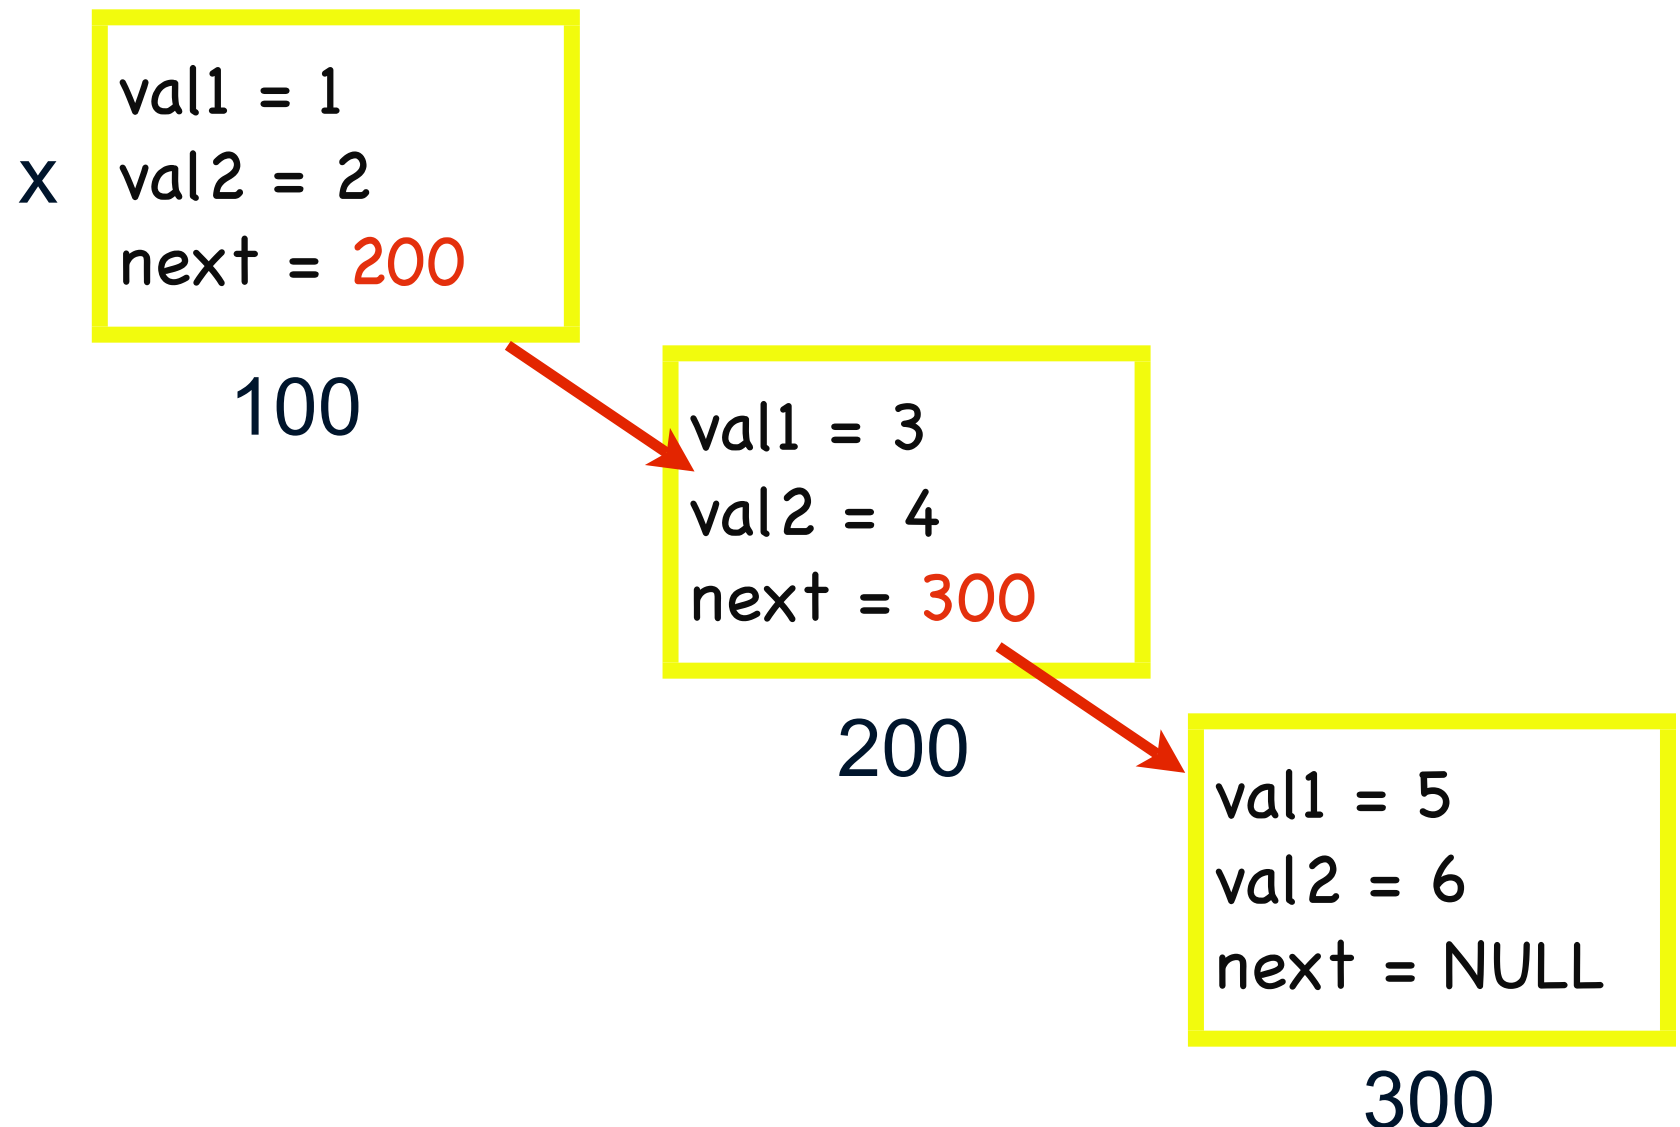 x
val1 = 1
val2 = 2
next = 200
100
val1 = 3
val2 = 4
next = 300
200
val1 = 5
val2 = 6
next = NULL
300